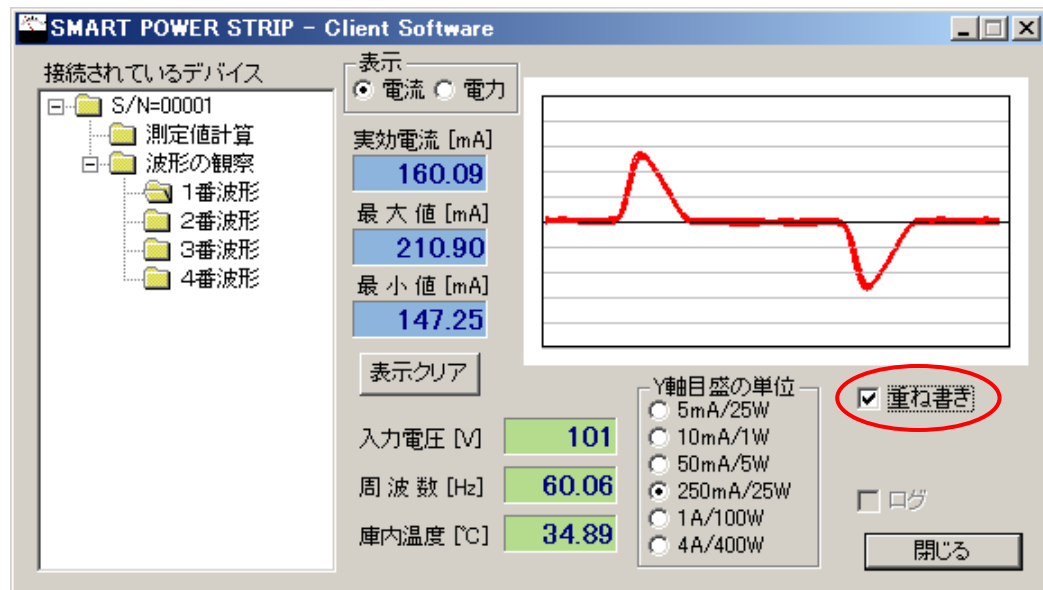 SMART POWER STRIP - Client Software
接続されているデバイス
S/N=00001
測定値計算
波形の観察
1番波形
2番波形
3番波形
4番波形
表示
電流 電力
実効電流 [mA]
160.09
最大値 [mA]
210.90
最小値 [mA]
147.25
表示クリア
入力電圧 [V] 101
周波数 [Hz] 60.06
庫内温度 [℃] 34.89
Y軸目盛の単位
5mA/25W
10mA/1W
50mA/5W
250mA/25W
1A/100W
4A/400W
重ね書き
ログ
閉じる